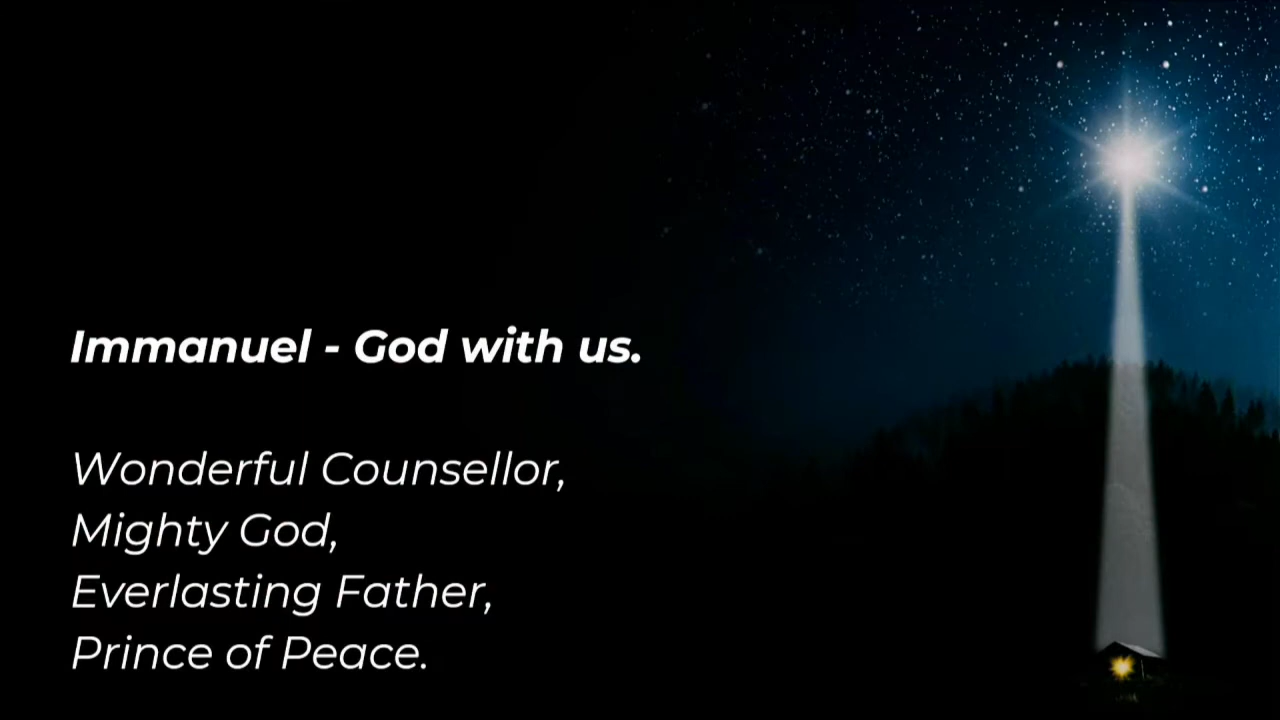 Immanuel - God with us.
Wonderful Counsellor,
Mighty God,
Everlasting Father,
Prince of Peace.